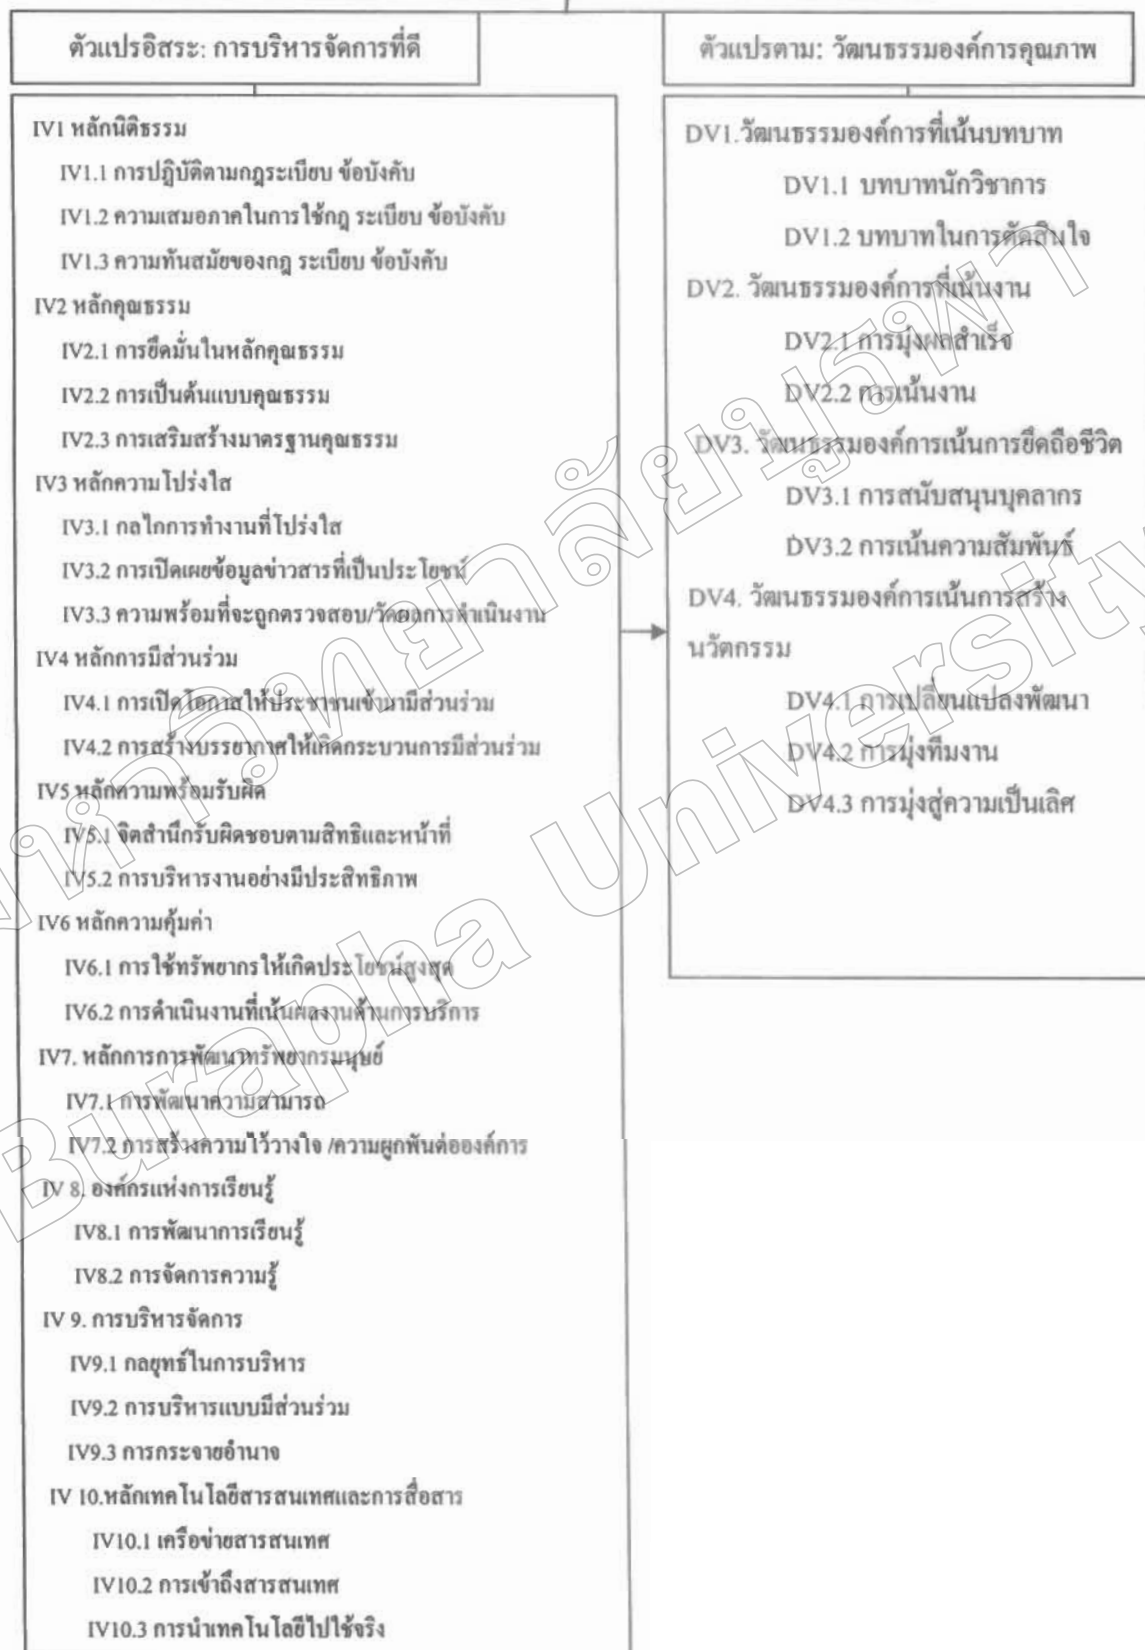 ตัวแปรอิสระ: การบริหารจัดการที่ดี
IV1 หลักนิติธรรม
IV1.1 การปฏิบัติตามกฎระเบียบ ข้อบังคับ
IV1.2 ความเสมอภาคในการใช้กฎ ระเบียบ ข้อบังคับ
IV1.3 ความทันสมัยของกฎ ระเบียบ ข้อบังคับ
IV2 หลักคุณธรรม
IV2.1 การยึดมั่นในหลักคุณธรรม
IV2.2 การเป็นต้นแบบคุณธรรม
IV2.3 การเสริมสร้างมาตรฐานคุณธรรม
IV3 หลักความโปร่งใส
IV3.1 กลไกการทำงานที่โปร่งใส
IV3.2 การเปิดเผยข้อมูลข่าวสารที่เป็นประโยชน์
IV3.3 ความพร้อมที่จะถูกตรวจสอบ/วัดผลการดำเนินงาน
IV4 หลักการมีส่วนร่วม
IV4.1 การเปิดโอกาสให้ประชาชนเข้ามามีส่วนร่วม
IV4.2 การสร้างบรรยากาศให้เกิดกระบวนการมีส่วนร่วม
IV5 หลักความพร้อมรับผิด
IV5.1 จิตสำนึกรับผิดชอบตามสิทธิและหน้าที่
IV5.2 การบริหารงานอย่างมีประสิทธิภาพ
IV6 หลักความคุ้มค่า
IV6.1 การใช้ทรัพยากรให้เกิดประโยชน์สูงสุด
IV6.2 การดำเนินงานที่เน้นผลงานด้านการบริการ
IV7. หลักการการพัฒนาทรัพยากรมนุษย์
IV7.1 การพัฒนาความสามารถ
IV7.2 การสร้างความไว้วางใจ /ความผูกพันต่อองค์การ
IV 8. องค์กรแห่งการเรียนรู้
IV8.1 การพัฒนาการเรียนรู้
IV8.2 การจัดการความรู้
IV 9. การบริหารจัดการ
IV9.1 กลยุทธ์ในการบริหาร
IV9.2 การบริหารแบบมีส่วนร่วม
IV9.3 การกระจายอำนาจ
IV 10.หลักเทคโนโลยีสารสนเทศและการสื่อสาร
IV10.1 เครือข่ายสารสนเทศ
IV10.2 การเข้าถึงสารสนเทศ
IV10.3 การนำเทคโนโลยีไปใช้จริง
ตัวแปรตาม: วัฒนธรรมองค์การคุณภาพ
DV1.วัฒนธรรมองค์การที่เน้นบทบาท
DV1.1 บทบาทนักวิชาการ
DV1.2 บทบาทในการตัดสินใจ
DV2. วัฒนธรรมองค์การที่เน้นงาน
DV2.1 การมุ่งผลสำเร็จ
DV2.2 การเน้นงาน
DV3. วัฒนธรรมองค์การเน้นการยึดถือชีวิต
DV3.1 การสนับสนุนบุคลากร
DV3.2 การเน้นความสัมพันธ์
DV4. วัฒนธรรมองค์การเน้นการสร้าง
นวัตกรรม
DV4.1 การเปลี่ยนแปลงพัฒนา
DV4.2 การมุ่งทีมงาน
DV4.3 การมุ่งสู่ความเป็นเลิศ
มหาวิทยาลัยบูรพา
Burapha University